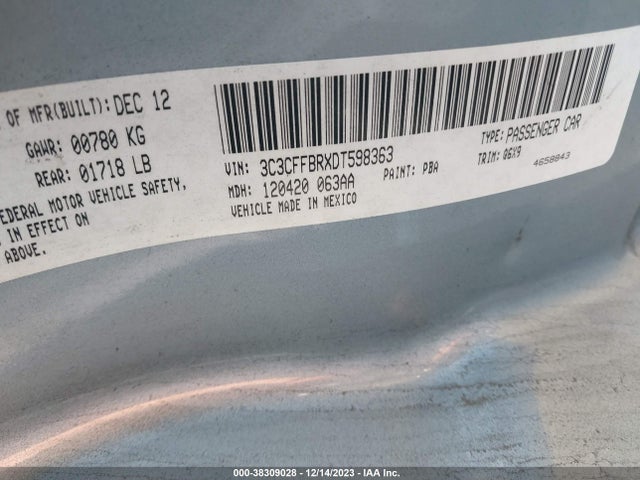 OF MFR(BUILT): DEC 12
GAWR: 00780 KG
REAR: 01718 LB
FEDERAL MOTOR VEHICLE SAFETY,
IN EFFECT ON
ABOVE.
VIN: 3C3CFFBRXDT598363
TYPE: PASSENGER CAR
MDH: 120420 063AA
PAINT: PBA
TRIM: Q6X9
VEHICLE MADE IN MEXICO
4658843
000-38309028 - 12/14/2023 - IAA Inc.